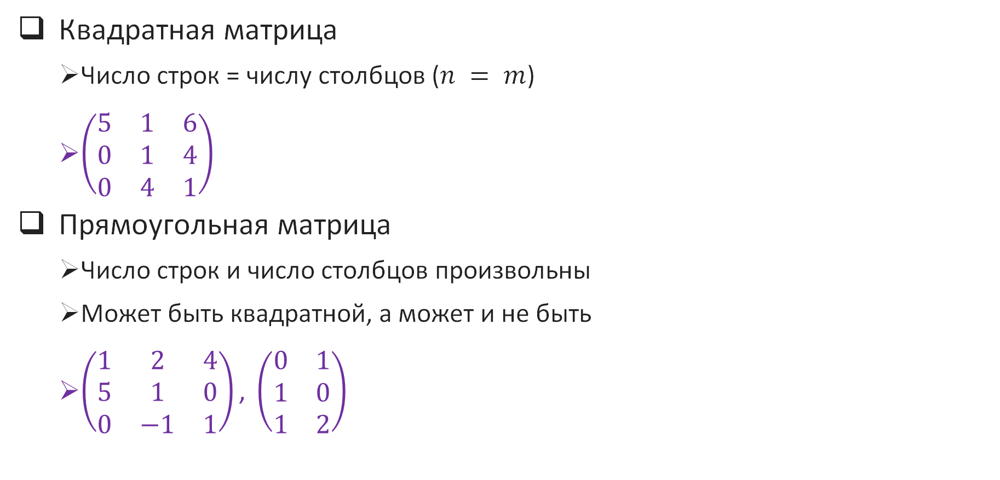 ❑ Квадратная матрица
➢Число строк = числу столбцов (n = m)
5 1 6
➢(0 1 4)
0 4 1
❑ Прямоугольная матрица
➢Число строк и число столбцов произвольны
➢Может быть квадратной, а может и не быть
1 2 4 0 1
➢(5 1 0), (1 0)
0 −1 1 1 2